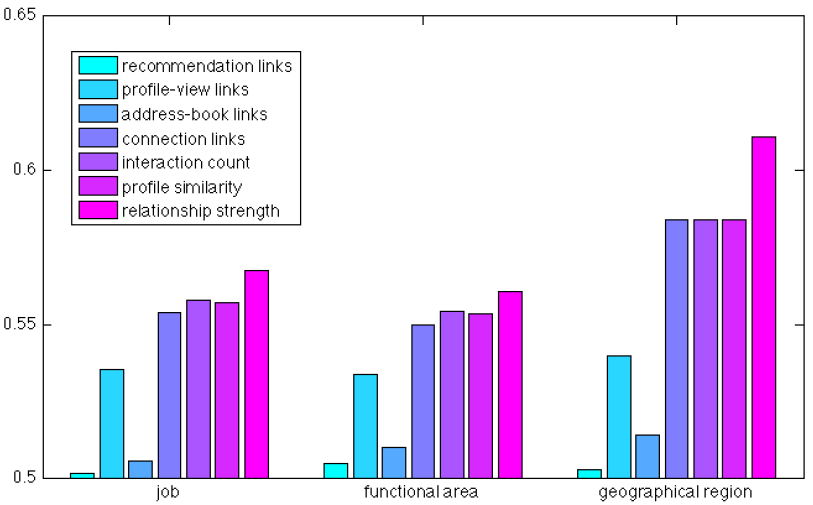 0.65
recommendation links
profile-view links
address-book links
connection links
interaction count
profile similarity
relationship strength
0.6
0.55
0.5
job
functional area
geographical region